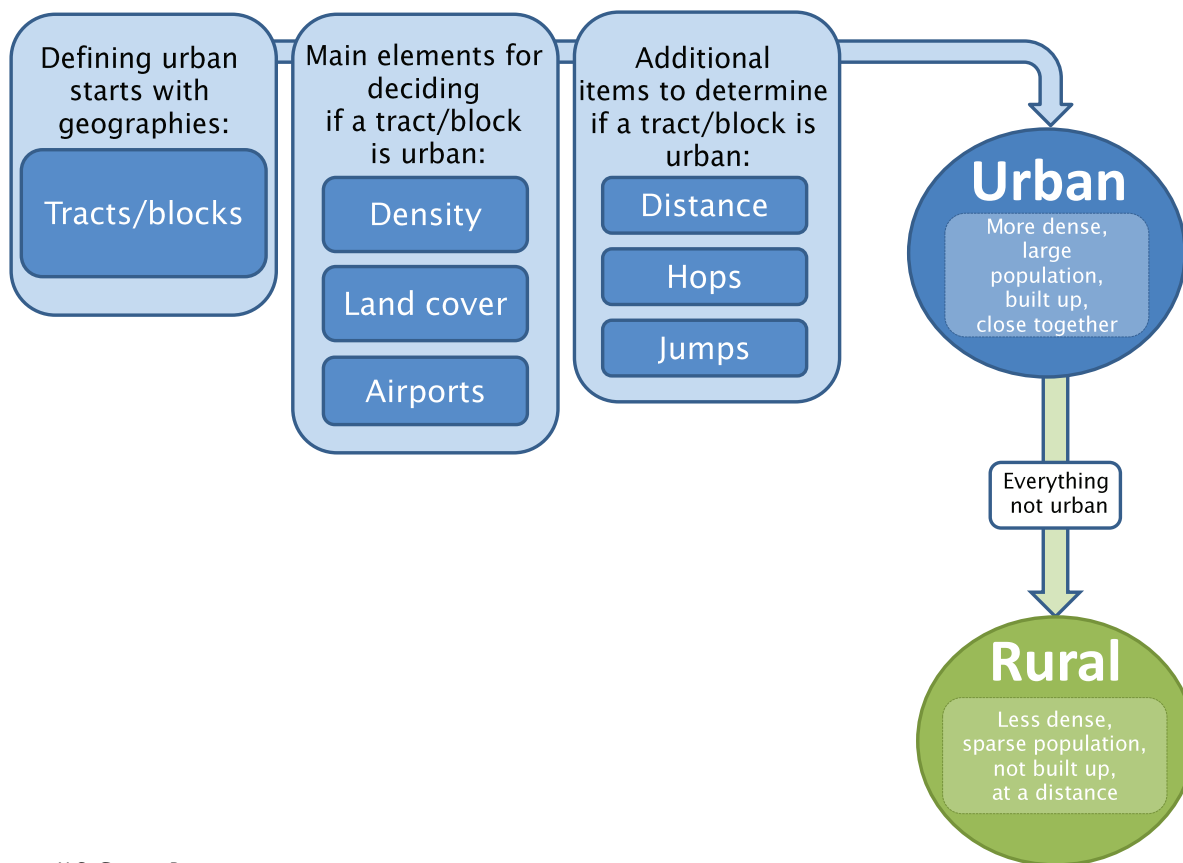 Defining urban
starts with
geographies:
Tracts/blocks
Main elements for
deciding
if a tract/block
is urban:
Density
Land cover
Airports
Additional
items to determine
if a tract/block is
urban:
Distance
Hops
Jumps
Urban
More dense,
large
population,
built up,
close together
Everything
not urban
Rural
Less dense,
sparse population,
not built up,
at a distance